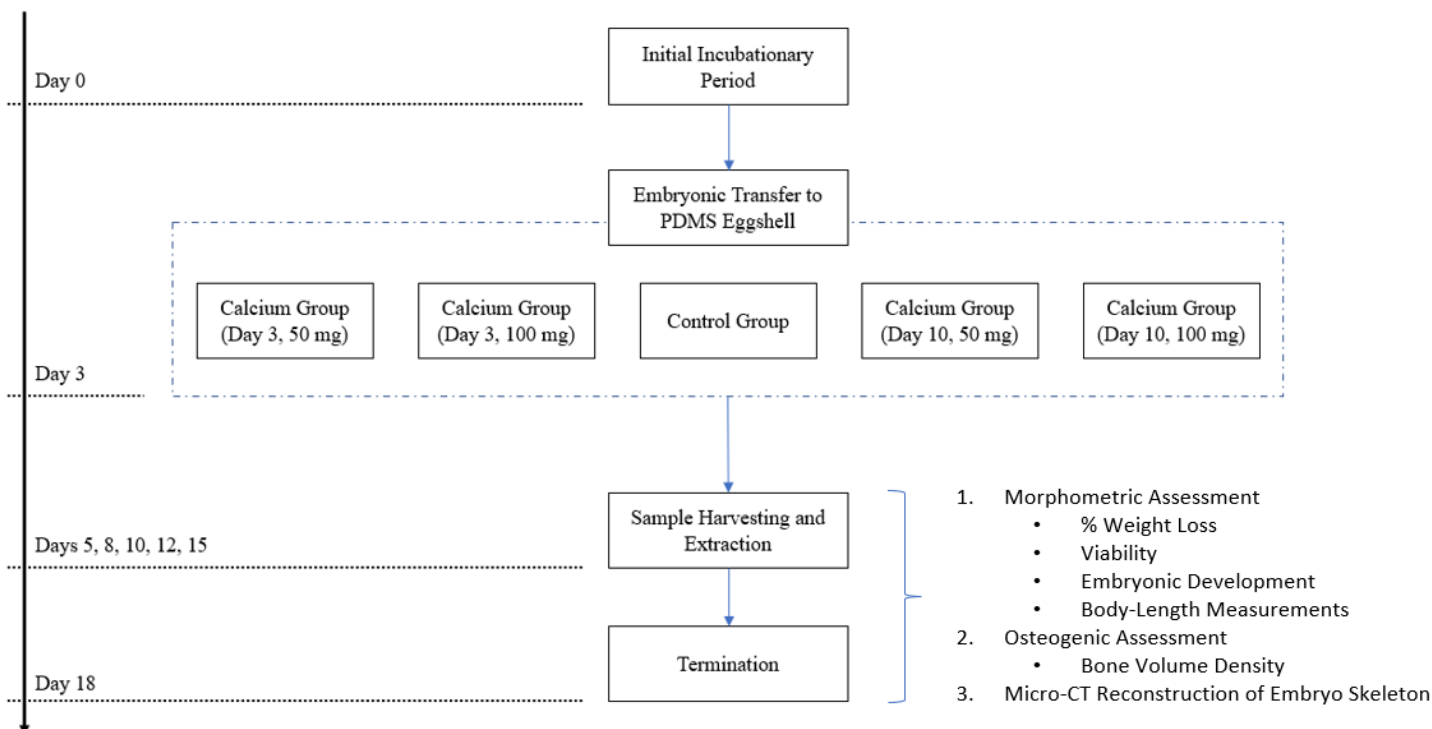 Initial Incubationary
Period
Day 0
Embryonic Transfer to
PDMS Eggshell
Calcium Group
(Day 3, 50 mg)
Calcium Group
(Day 3, 100 mg)
Control Group
Calcium Group
(Day 10, 50 mg)
Calcium Group
(Day 10, 100 mg)
Day 3
Sample Harvesting and
Extraction
Days 5, 8, 10, 12, 15
Termination
Day 18
1. Morphometric Assessment
• % Weight Loss
• Viability
• Embryonic Development
• Body-Length Measurements
2. Osteogenic Assessment
• Bone Volume Density
3. Micro-CT Reconstruction of Embryo Skeleton